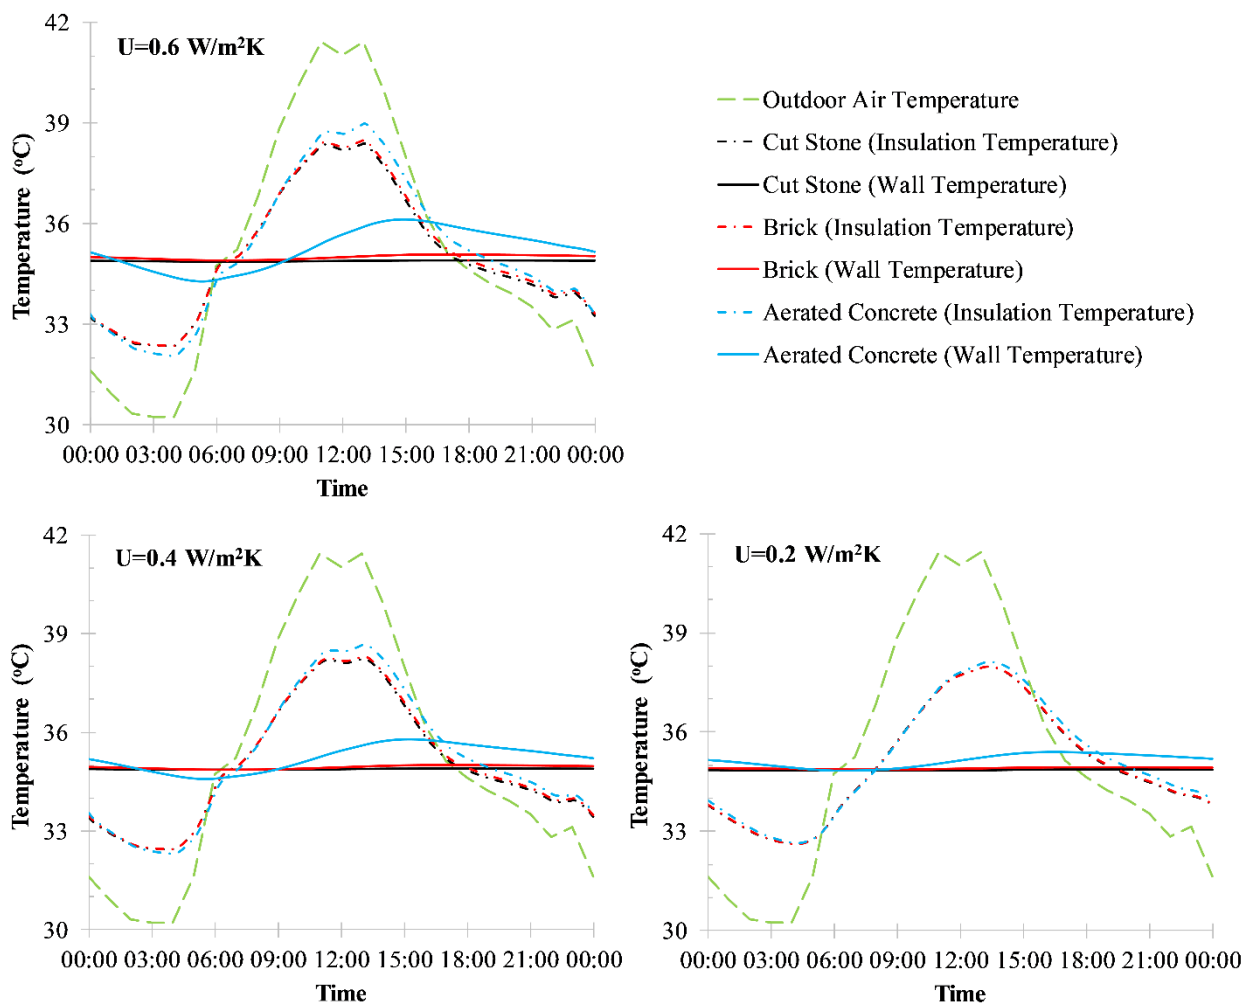 U=0.6 W/m²K
Temperature (°C)
42
39
36
33
30
00:00 03:00 06:00 09:00 12:00 15:00 18:00 21:00 00:00
Time
Outdoor Air Temperature
Cut Stone (Insulation Temperature)
Cut Stone (Wall Temperature)
Brick (Insulation Temperature)
Brick (Wall Temperature)
Aerated Concrete (Insulation Temperature)
Aerated Concrete (Wall Temperature)
U=0.4 W/m²K
Temperature (°C)
42
39
36
33
30
00:00 03:00 06:00 09:00 12:00 15:00 18:00 21:00 00:00
Time
U=0.2 W/m²K
Temperature (°C)
42
39
36
33
30
00:00 03:00 06:00 09:00 12:00 15:00 18:00 21:00 00:00
Time